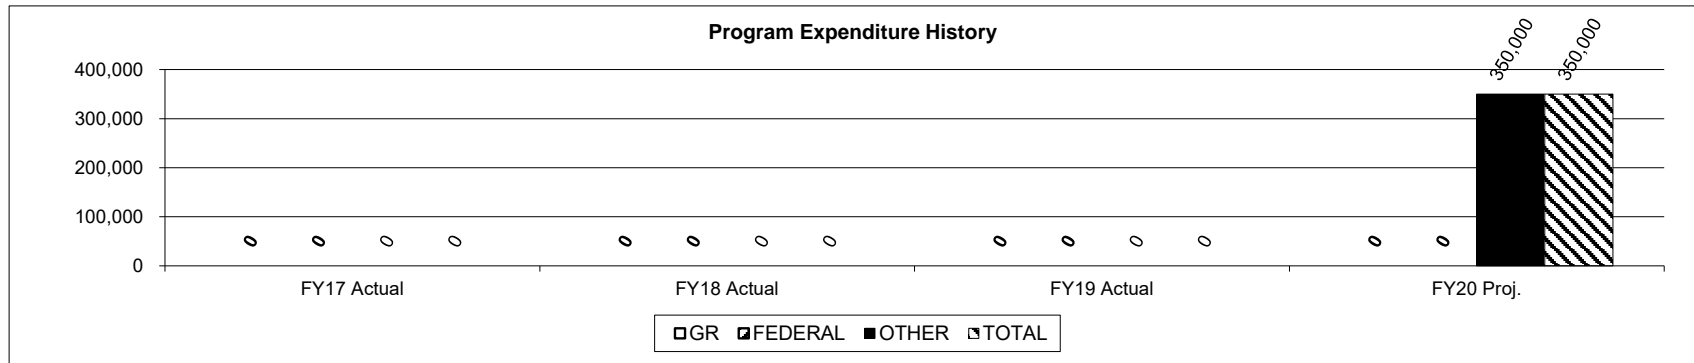 Program Expenditure History
350,000 350,000
400,000
300,000
200,000
100,000
0 0 0 0 0 0 0 0 0 0 0 0 0 0
0
FY17 Actual FY18 Actual FY19 Actual FY20 Proj.
GR FEDERAL OTHER TOTAL